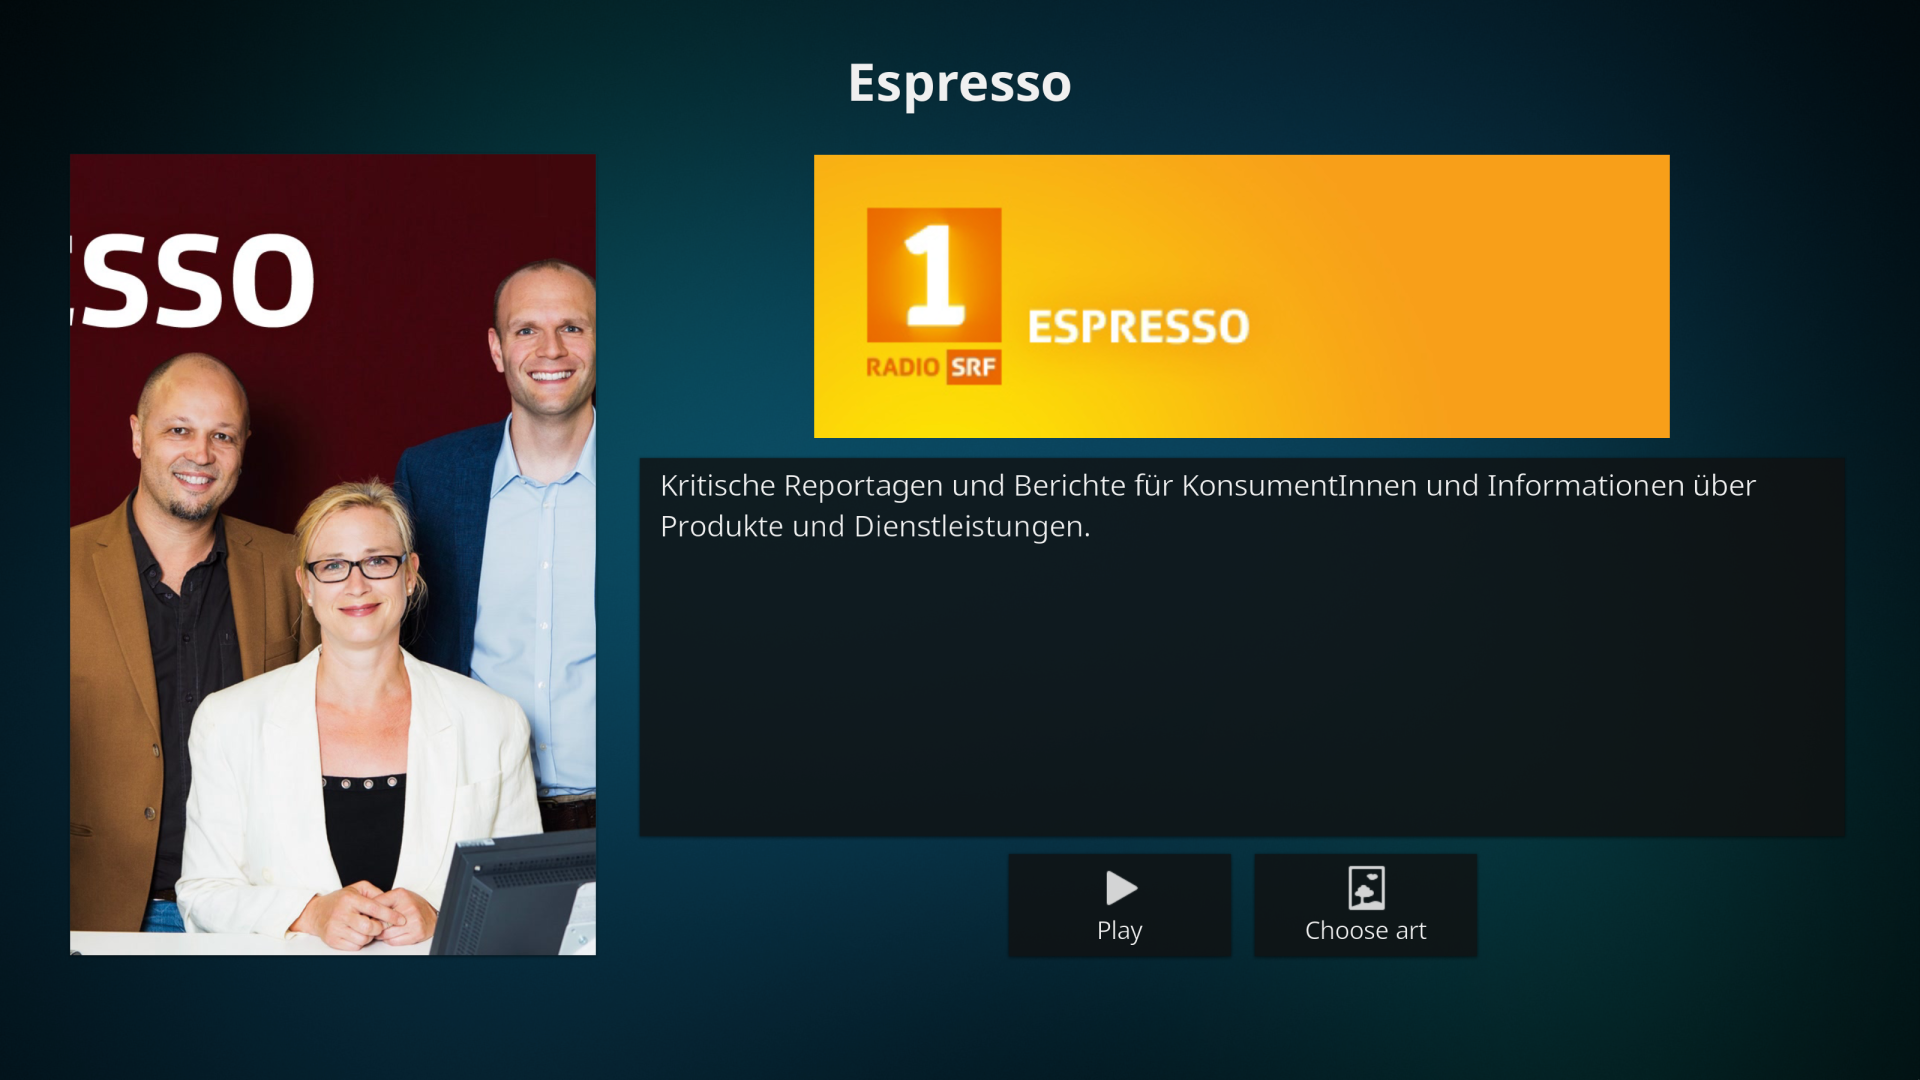 Espresso
ESSO
1
RADIO SRF
ESPRESSO
Kritische Reportagen und Berichte für KonsumentInnen und Informationen über
Produkte und Dienstleistungen.
Play
Choose art